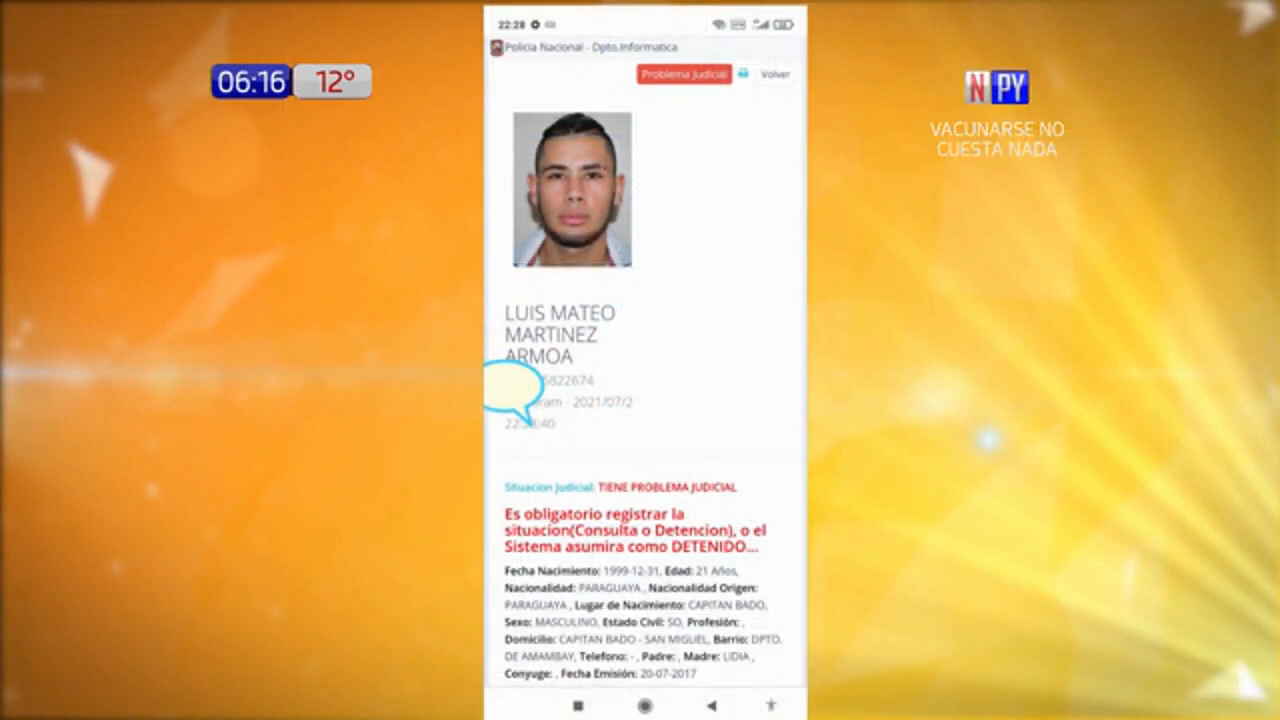 06:16 12°
22:28
Policia Nacional - Dpto.Informatica
Problema Judicial Volver
N PY
VACUNARSE NO
CUESTA NADA
LUIS MATEO
MARTINEZ
ARMOA
5822674
- 2021/07/2
Situacion Judicial: TIENE PROBLEMA JUDICIAL
Es obligatorio registrar la
situacion(Consulta o Detencion), o el
Sistema asumira como DETENIDO...
Fecha Nacimiento: 1999-12-31, Edad: 21 Años,
Nacionalidad: PARAGUAYA , Nacionalidad Origen:
PARAGUAYA , Lugar de Nacimiento: CAPITAN BADO,
Sexo: MASCULINO, Estado Civil: SO, Profesión: ,
Domicilio: CAPITAN BADO - SAN MIGUEL, Barrio: DPTO.
DE AMAMBAY, Telefono: - , Padre: , Madre: LIDIA ,
Conyuge: , Fecha Emisión: 20-07-2017